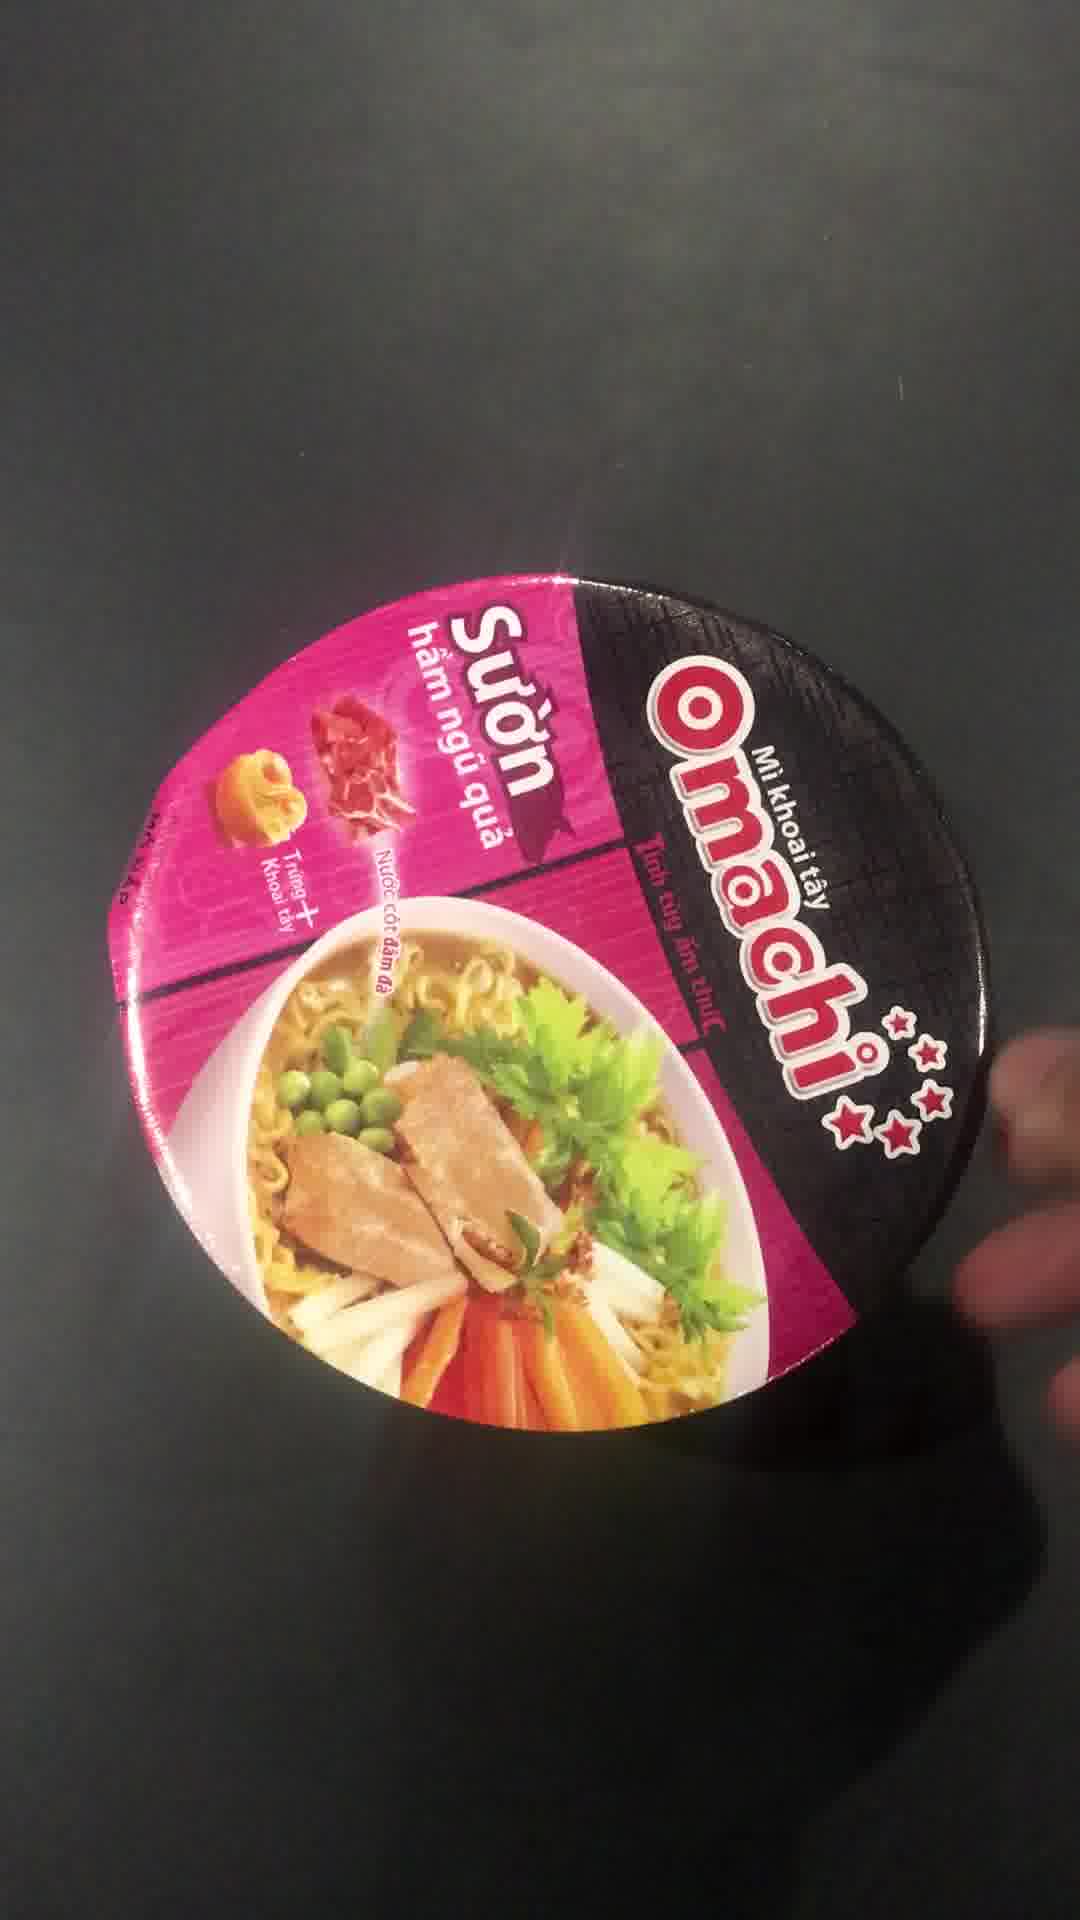 Mì khoai tây
Omachi
Tinh túy ẩm thực
Sườn
hầm ngũ quả
Nước cốt đậm đà
Trứng+
Khoai tây